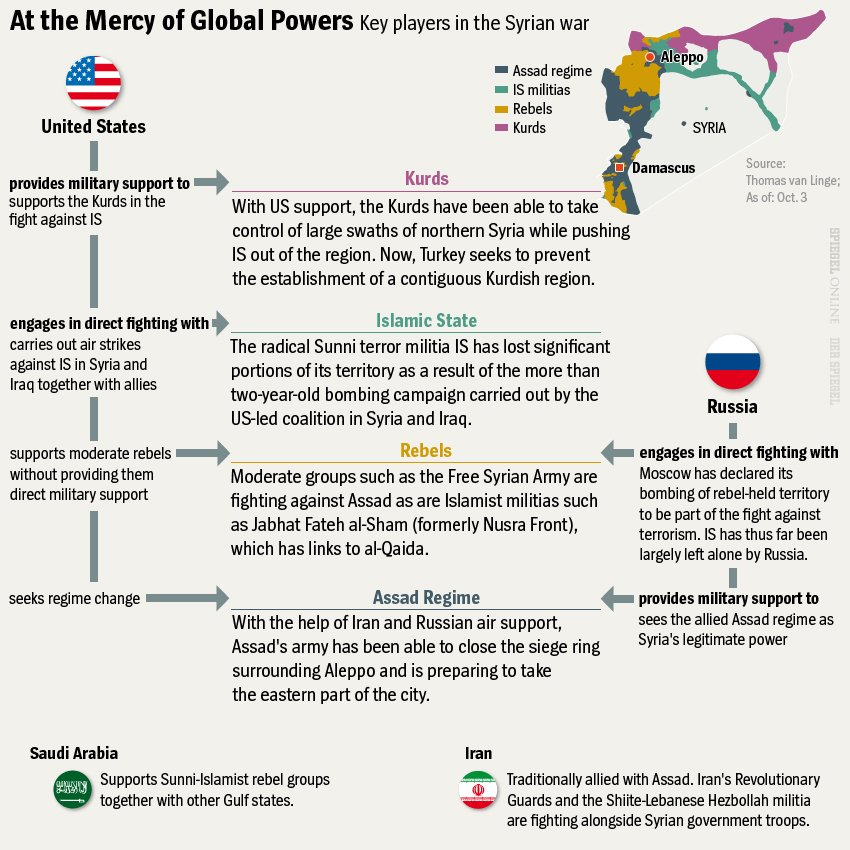 At the Mercy of Global Powers Key players in the Syrian war
United States
Assad regime
IS militias
Rebels
Kurds
Aleppo
SYRIA
Damascus
Source:
Thomas van Linge;
As of: Oct. 3
SPIEGEL ONLINE DER SPIEGEL
provides military support to
supports the Kurds in the
fight against IS
Kurds
With US support, the Kurds have been able to take
control of large swaths of northern Syria while pushing
IS out of the region. Now, Turkey seeks to prevent
the establishment of a contiguous Kurdish region.
engages in direct fighting with
carries out air strikes
against IS in Syria and
Iraq together with allies
Islamic State
The radical Sunni terror militia IS has lost significant
portions of its territory as a result of the more than
two-year-old bombing campaign carried out by the
US-led coalition in Syria and Iraq.
Russia
supports moderate rebels
without providing them
direct military support
Rebels
Moderate groups such as the Free Syrian Army are
fighting against Assad as are Islamist militias such
as Jabhat Fateh al-Sham (formerly Nusra Front),
which has links to al-Qaida.
engages in direct fighting with
Moscow has declared its
bombing of rebel-held territory
to be part of the fight against
terrorism. IS has thus far been
largely left alone by Russia.
seeks regime change
Assad Regime
With the help of Iran and Russian air support,
Assad's army has been able to close the siege ring
surrounding Aleppo and is preparing to take
the eastern part of the city.
provides military support to
sees the allied Assad regime as
Syria's legitimate power
Saudi Arabia
Supports Sunni-Islamist rebel groups
together with other Gulf states.
Iran
Traditionally allied with Assad. Iran's Revolutionary
Guards and the Shiite-Lebanese Hezbollah militia
are fighting alongside Syrian government troops.